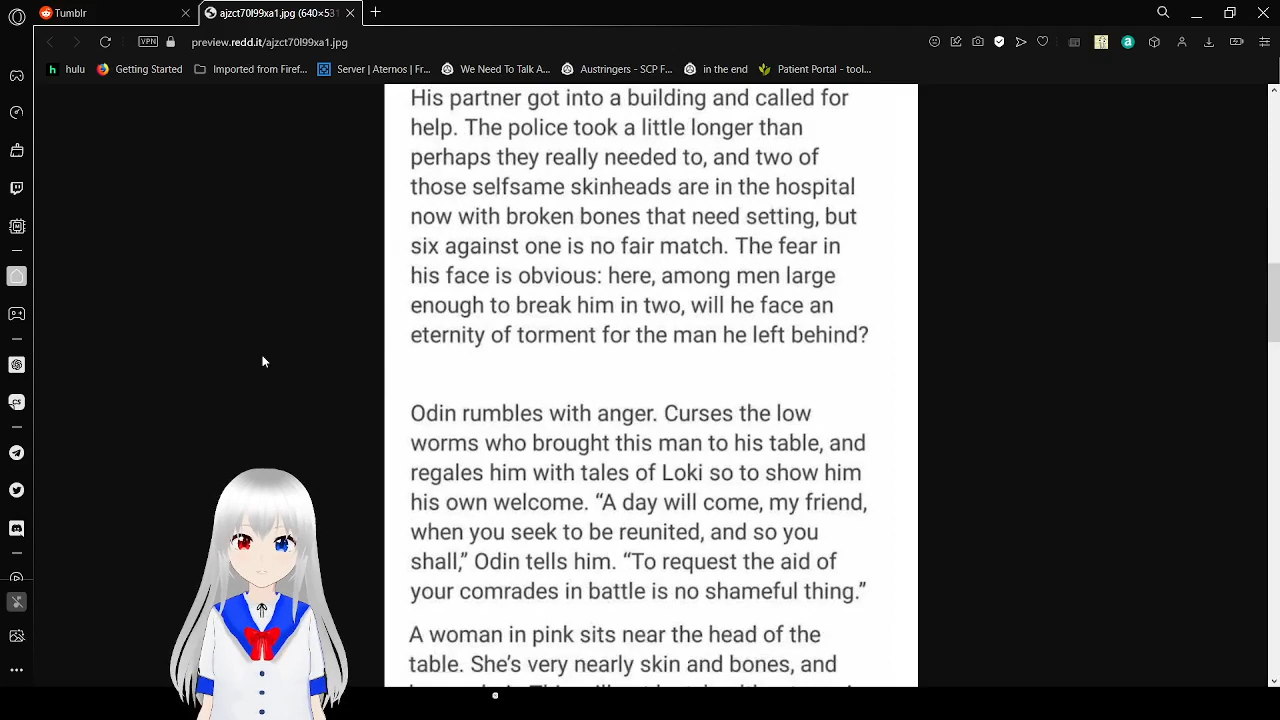 Tumblr
ajzct70l99xa1.jpg (640×531
VPN
preview.redd.it/ajzct70l99xa1.jpg
h hulu
Getting Started
Imported from Firef...
Server | Aternos | Fr...
We Need To Talk A...
Austringers - SCP F...
in the end
Patient Portal - tool...
His partner got into a building and called for
help. The police took a little longer than
perhaps they really needed to, and two of
those selfsame skinheads are in the hospital
now with broken bones that need setting, but
six against one is no fair match. The fear in
his face is obvious: here, among men large
enough to break him in two, will he face an
eternity of torment for the man he left behind?
Odin rumbles with anger. Curses the low
worms who brought this man to his table, and
regales him with tales of Loki so to show him
his own welcome. “A day will come, my friend,
when you seek to be reunited, and so you
shall,” Odin tells him. “To request the aid of
your comrades in battle is no shameful thing.”
A woman in pink sits near the head of the
table. She’s very nearly skin and bones, and